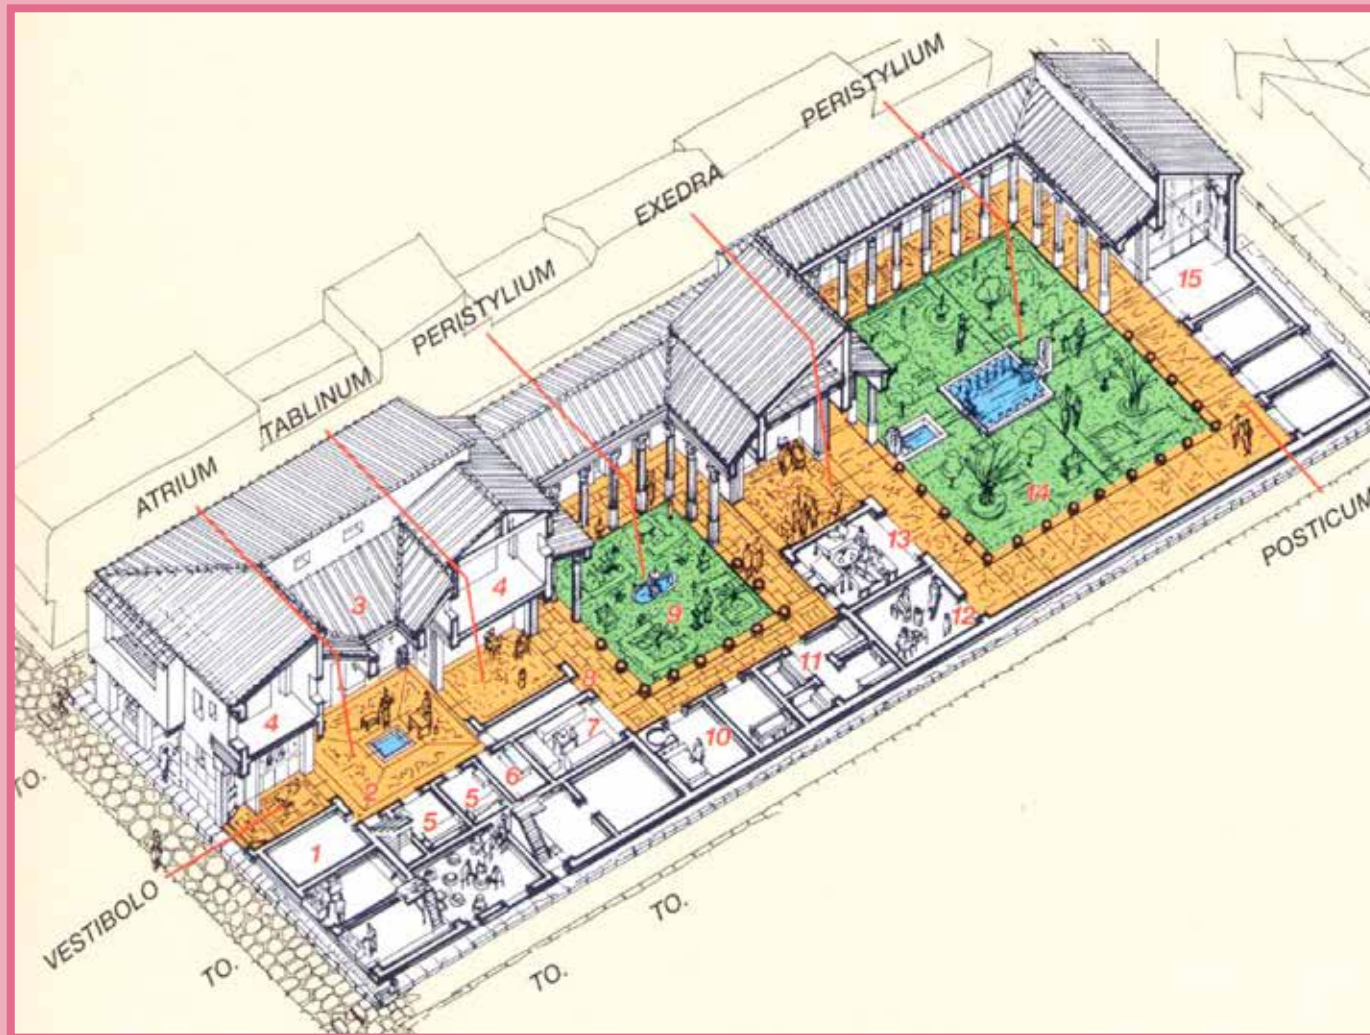 PERISTYLIUM
EXEDRA
PERISTYLIUM
TABLINUM
ATRIUM
15
14
POSTICUM
13
12
3
4
9
11
8
4
7
10
6
2
5
5
1
TO.
VESTIBOLO
TO.
TO.
TO.